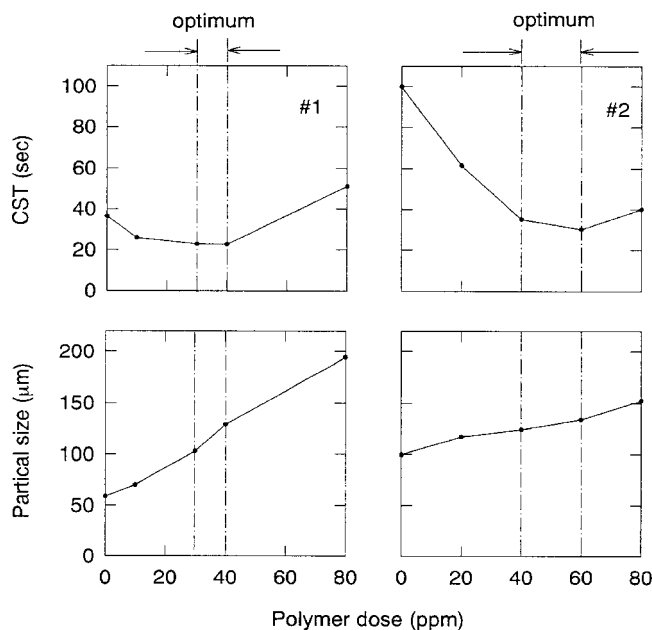 optimum optimum
100
80
60
40
20
0
CST (sec)
#1
#2
200
150
100
50
0
Partical size (μm)
0 20 40 60 80 0 20 40 60 80
Polymer dose (ppm)